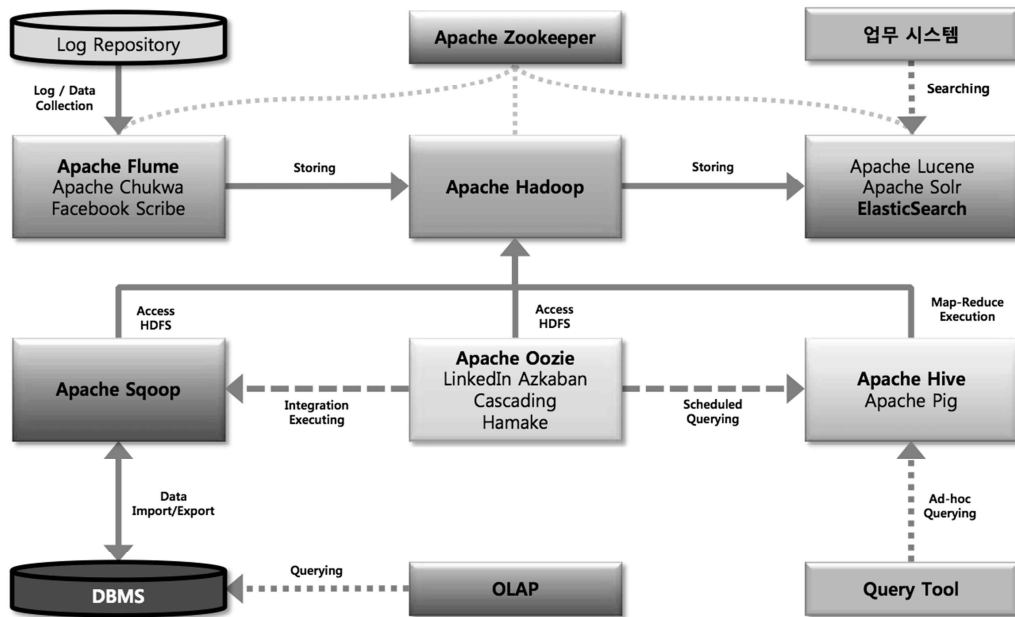 Log Repository
Apache Zookeeper
업무 시스템
Log / Data
Collection
Searching
Apache Flume
Apache Chukwa
Facebook Scribe
Storing
Apache Hadoop
Storing
Apache Lucene
Apache Solr
ElasticSearch
Access
HDFS
Access
HDFS
Map-Reduce
Execution
Apache Sqoop
Integration
Executing
Apache Oozie
LinkedIn Azkaban
Cascading
Hamake
Scheduled
Querying
Apache Hive
Apache Pig
Data
Import/Export
Ad-hoc
Querying
DBMS
Querying
OLAP
Query Tool